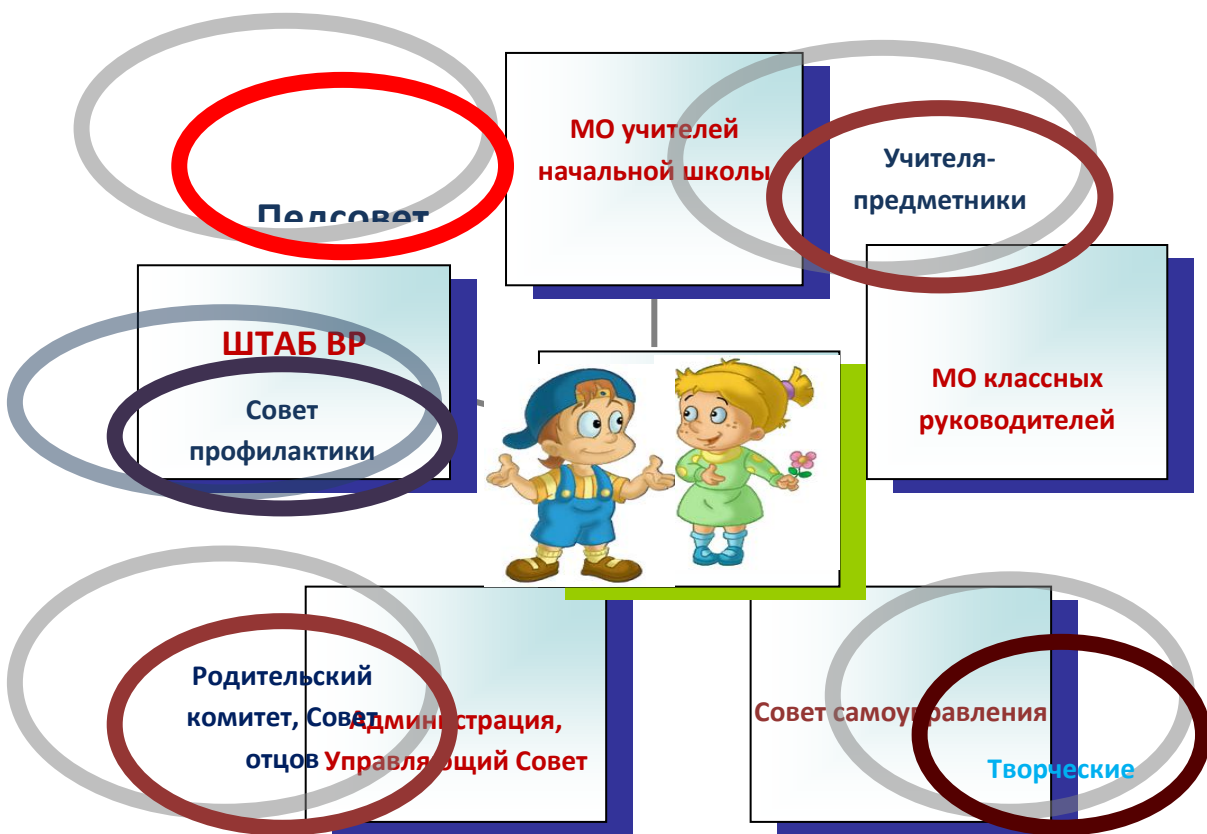 МО учителей
начальной школы
Учителя-
предметники
Педсовет
ШТАБ ВР
Совет
профилактики
МО классных
руководителей
Родительский
комитет, Совет
отцов
Администрация,
Управляющий Совет
Совет самоуправления
Творческие